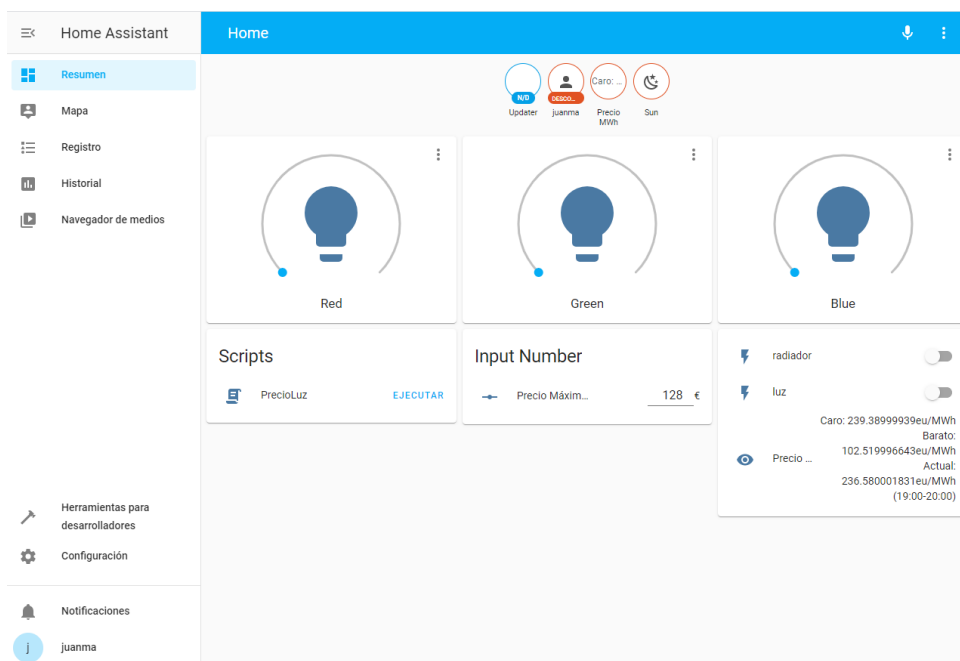 Home Assistant
Home
Resumen
Mapa
Registro
Historial
Navegador de medios
Herramientas para
desarrolladores
Configuración
Notificaciones
j
juanma
N/D
Updater
DESCO...
juanma
Caro: ...
Precio
MWh
Sun
Red
Green
Blue
Scripts
PrecioLuz
EJECUTAR
Input Number
Precio Máxim...
128 €
radiador
luz
Precio ...
Caro: 239.38999939eu/MWh
Barato:
102.519996643eu/MWh
Actual:
236.580001831eu/MWh
(19:00-20:00)